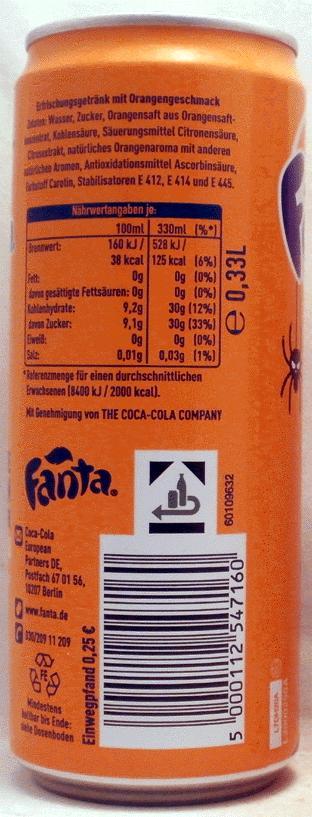 Erfrischungsgetränk mit Orangengeschmack
Zutaten: Wasser, Zucker, Orangensaft aus Orangensaft-
konzentrat, Kohlensäure, Säuerungsmittel Citronensäure,
Citrusextrakt, natürliches Orangenaroma mit anderen
natürlichen Aromen, Antioxidationsmittel Ascorbinsäure,
Farbstoff Carotin, Stabilisatoren E 412, E 414 und E 445.
Nährwertangaben je:
100ml 330ml (%*)
Brennwert: 160 kJ / 528 kJ /
38 kcal 125 kcal (6%)
Fett: 0g 0g (0%)
davon gesättigte Fettsäuren: 0g 0g (0%)
Kohlenhydrate: 9,2g 30g (12%)
davon Zucker: 9,1g 30g (33%)
Eiweiß: 0g 0g (0%)
Salz: 0,01g 0,03g (1%)
e 0,33L
*Referenzmenge für einen durchschnittlichen
Erwachsenen (8400 kJ / 2000 kcal).
Mit Genehmigung von THE COCA-COLA COMPANY
Fanta®
60109632
Coca-Cola
European
Partners DE,
Postfach 67 01 56,
10207 Berlin
www.fanta.de
030/209 11 209
FE
Mindestens
haltbar bis Ende:
siehe Dosenboden
Einwegpfand 0,25 €
5 000112 547160